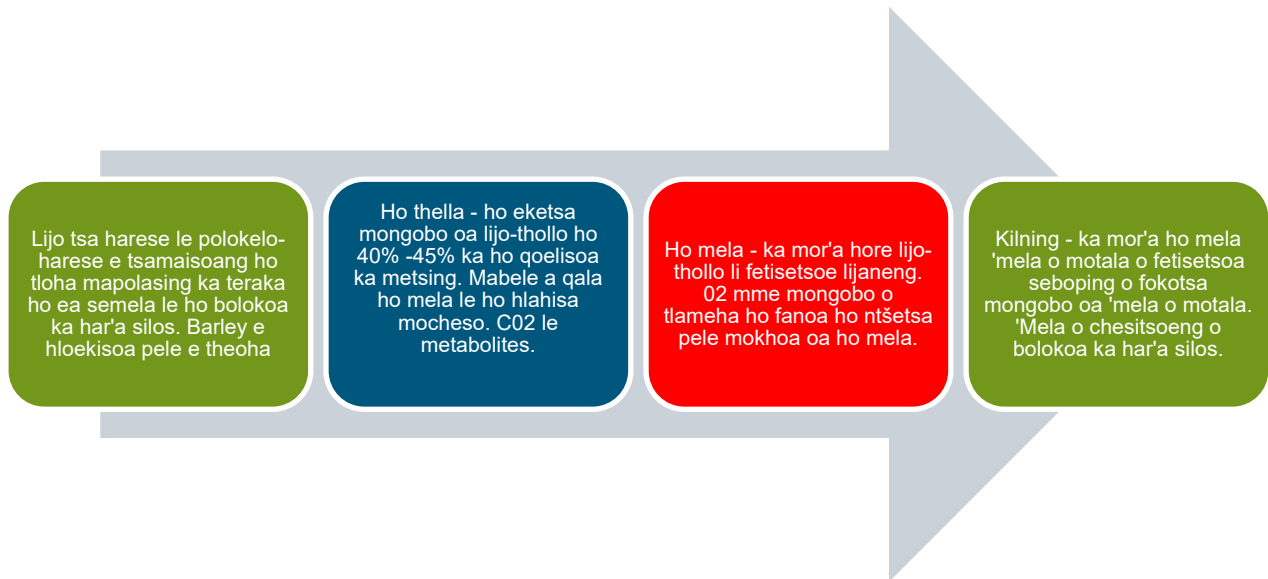 Lijo tsa harese le polokelo-
harese e tsamaisoang ho
tloha mapolasing ka teraka
ho ea semela le ho bolokoa
ka har'a silos. Barley e
hloekisoa pele e theoha
Ho thella - ho eketsa
mongobo oa lijo-thollo ho
40% -45% ka ho qoelisoa
ka metsing. Mabele a qala
ho mela le ho hlahisa
mocheso. C02 le
metabolites.
Ho mela - ka mor'a hore lijo-
thollo li fetisetsoe lijaneng.
02 mme mongobo o
tlameha ho fanoa ho ntšetsa
pele mokhoa oa ho mela.
Kilning - ka mor'a ho mela
'mela o motala o fetisetsoa
seboping o fokotsa
mongobo oa 'mela o motala.
'Mela o chesitsoeng o
bolokoa ka har'a silos.